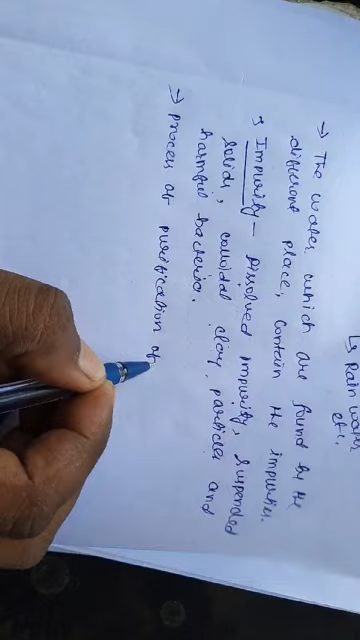 ↳ Rain water
etc.
→ The water which are found by the
different place, contain the impurities.
↳ Impurity - Dissolved impurity, suspended
solids, colloidal clay particles and
harmful bacteria.
→ process of purification of